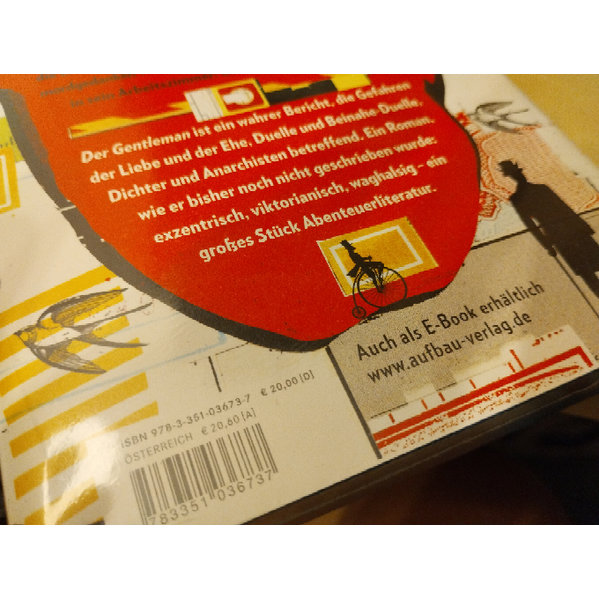 Der Gentleman ist ein wahrer Bericht, die Gefahren
der Liebe und der Ehe, Duelle und Beinahe-Duelle,
Dichter und Anarchisten betreffend. Ein Roman,
wie er bisher noch nicht geschrieben wurde:
exzentrisch, viktorianisch, waghalsig – ein
großes Stück Abenteuerliteratur.
Auch als E-Book erhältlich
www.aufbau-verlag.de
ISBN 978-3-351-03673-7 € 20,00 [D]
ÖSTERREICH € 20,60 [A]
783351 036737